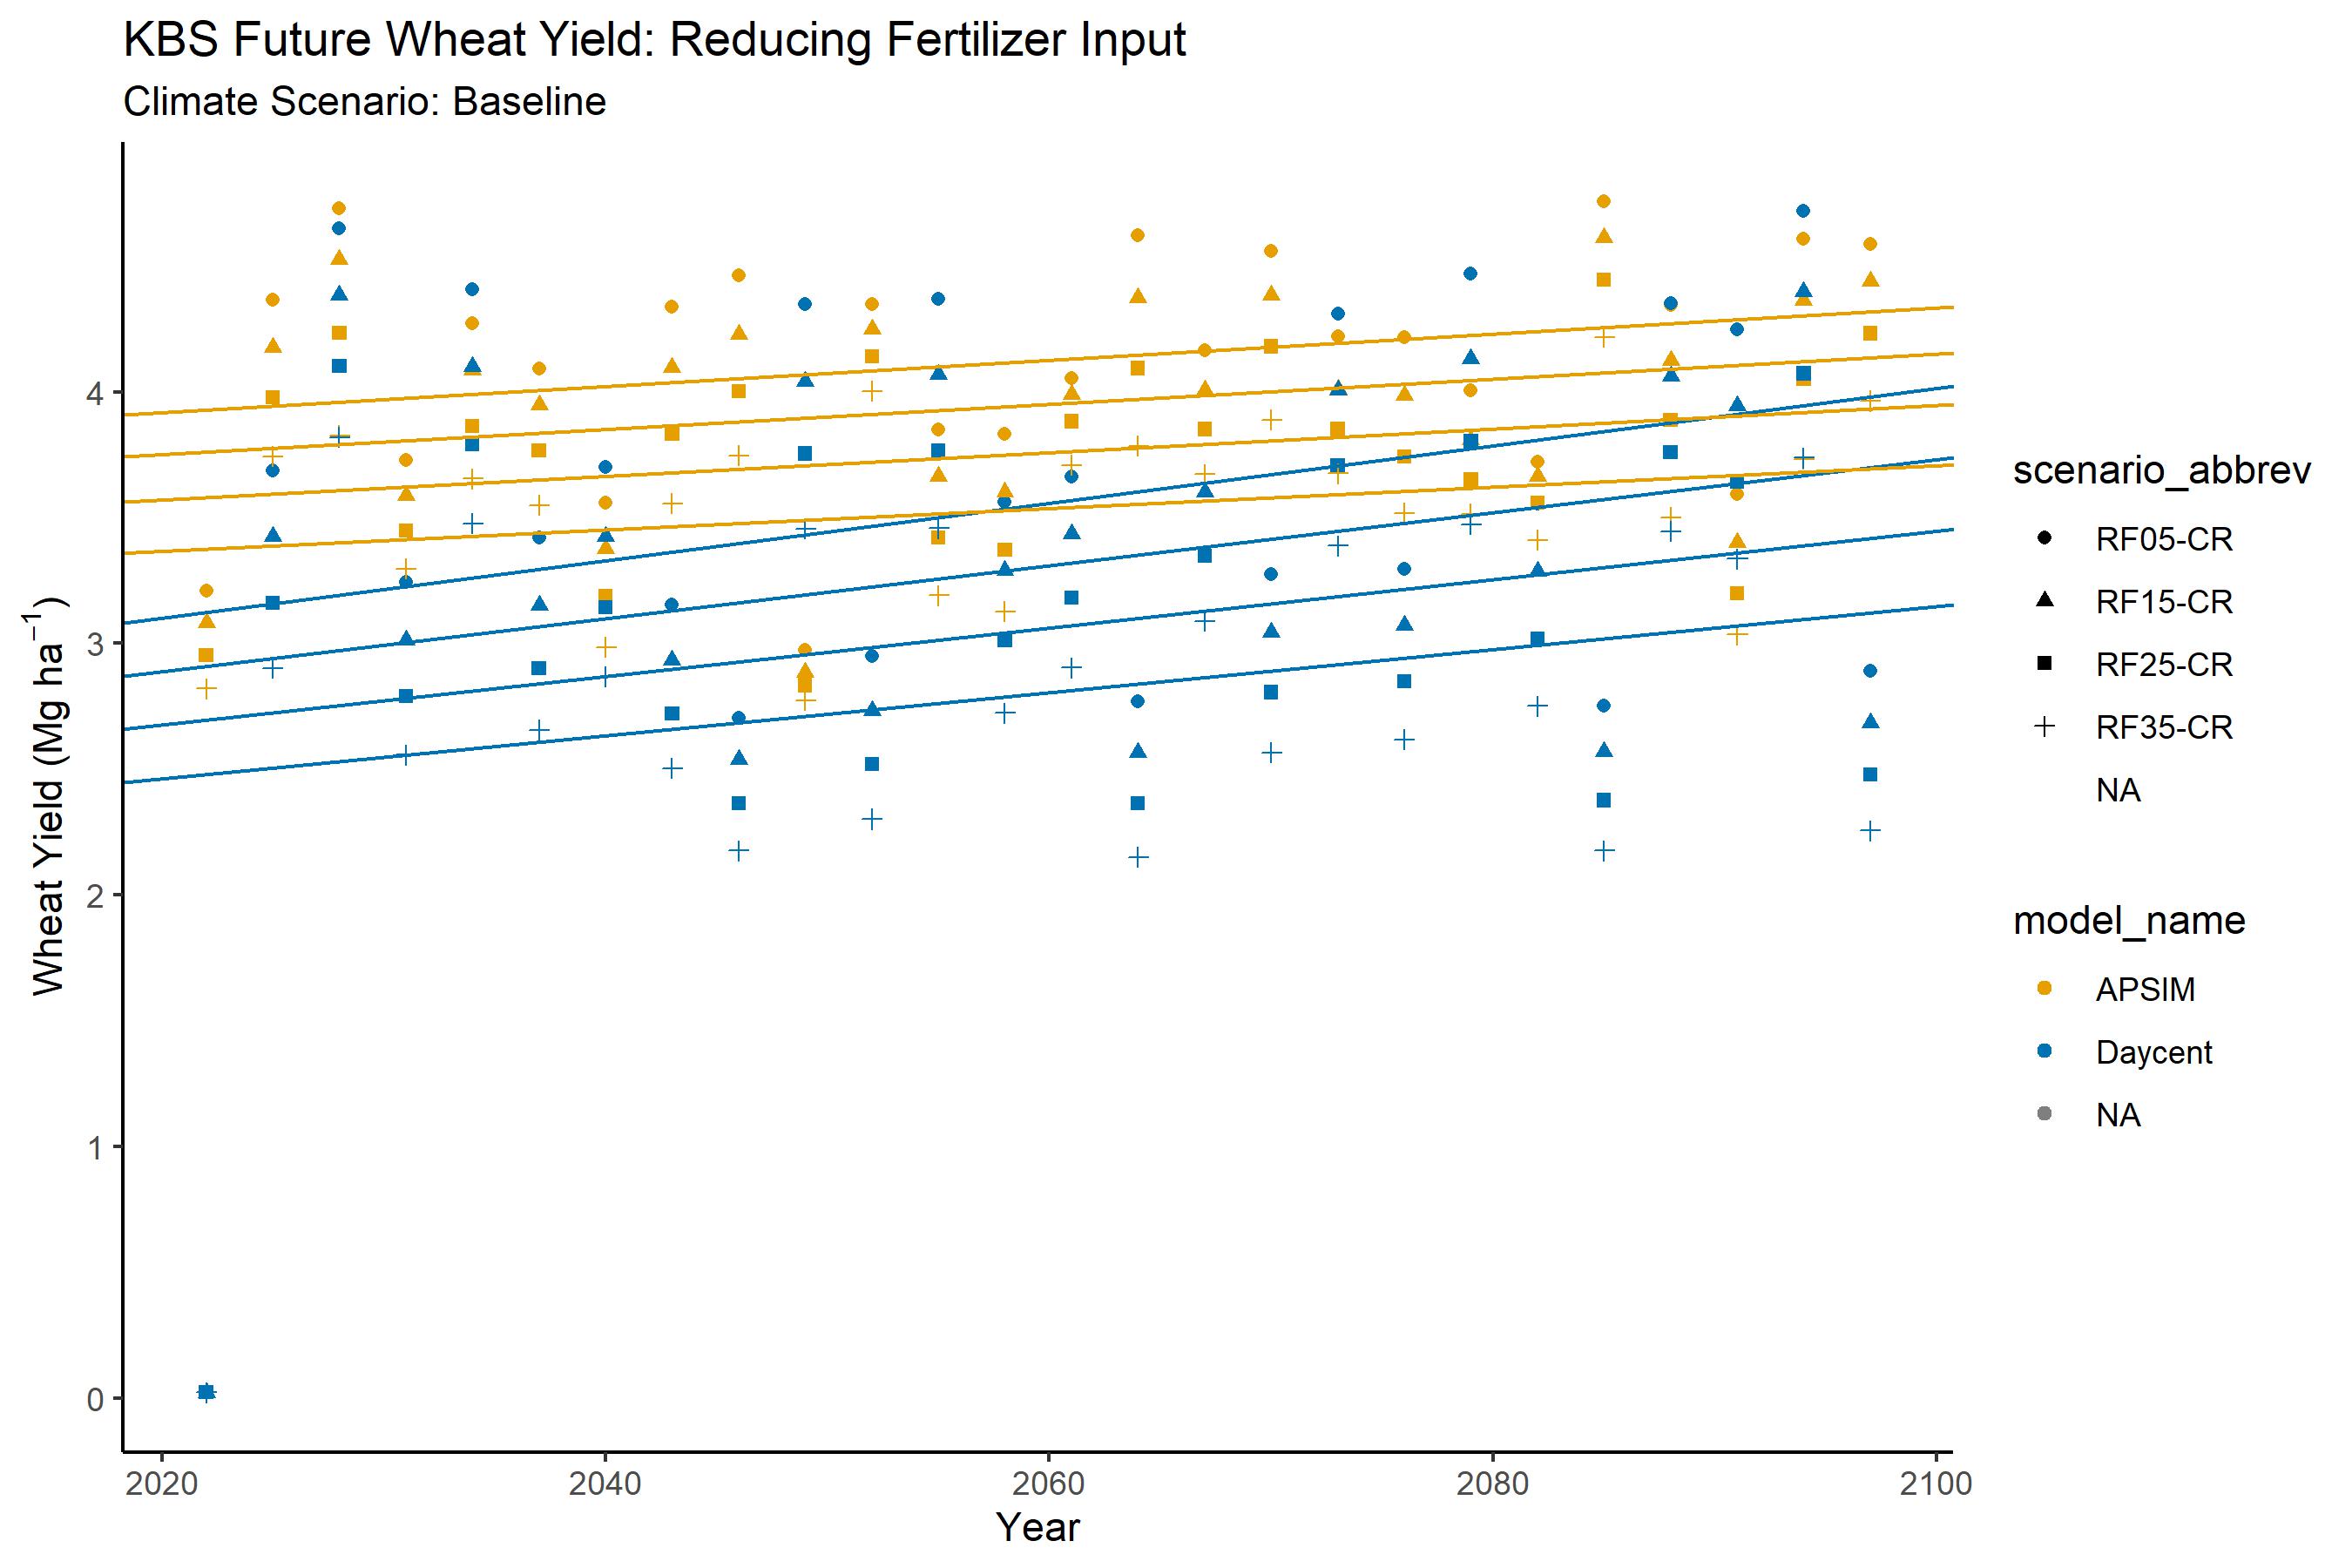 KBS Future Wheat Yield: Reducing Fertilizer Input
Climate Scenario: Baseline
Wheat Yield (Mg ha⁻¹)
4
3
2
1
0
2020
2040
2060
2080
2100
Year
scenario_abbrev
RF05-CR
RF15-CR
RF25-CR
RF35-CR
NA
model_name
APSIM
Daycent
NA